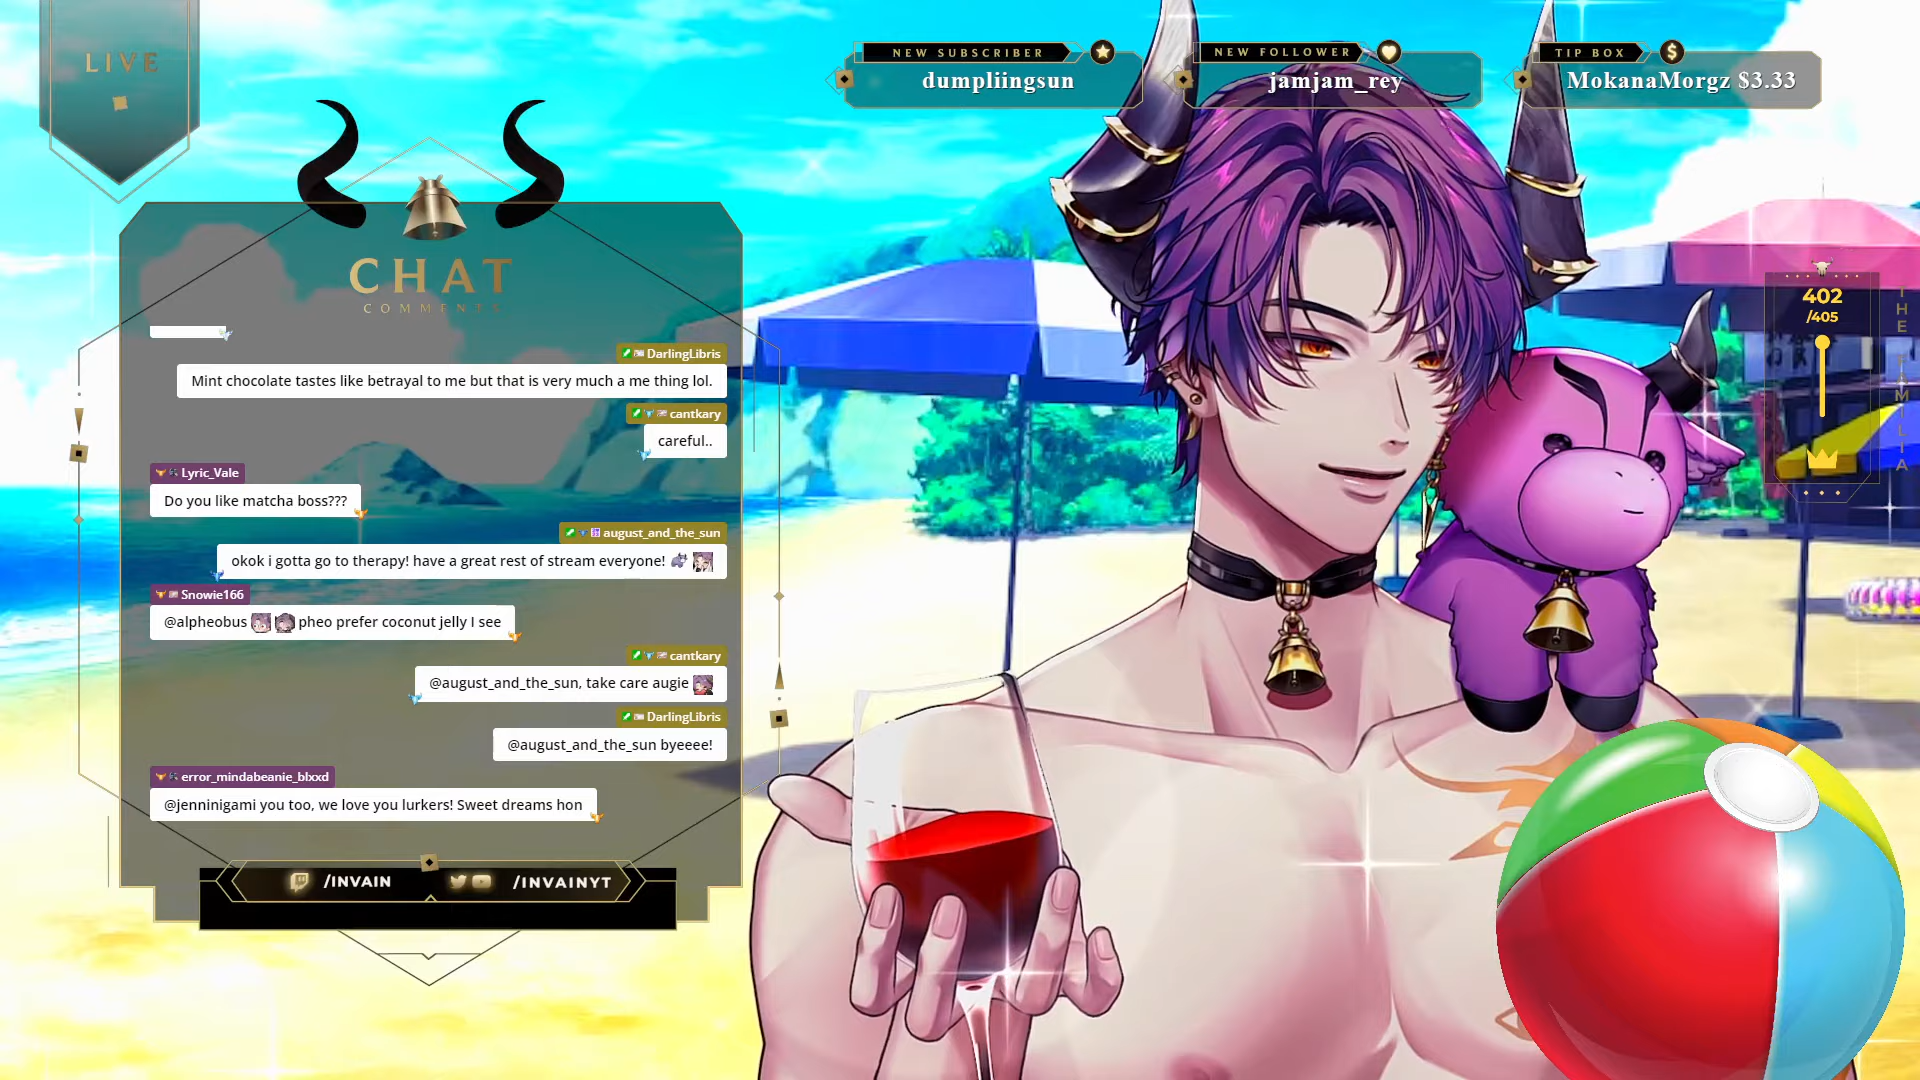 LIVE
NEW SUBSCRIBER
dumpliingsun
NEW FOLLOWER
jamjam_rey
TIP BOX
$
MokanaMorgz $3.33
CHAT
COMMENTS
DarlingLibris
Mint chocolate tastes like betrayal to me but that is very much a me thing lol.
cantkary
careful..
Lyric_Vale
Do you like matcha boss???
august_and_the_sun
okok i gotta go to therapy! have a great rest of stream everyone!
Snowie166
@alpheobus pheo prefer coconut jelly I see
cantkary
@august_and_the_sun, take care augie
DarlingLibris
@august_and_the_sun byeeee!
error_mindabeanie_blxxd
@jenninigami you too, we love you lurkers! Sweet dreams hon
/INVAIN
/INVAINYT
402
/405
THE FAMILIA